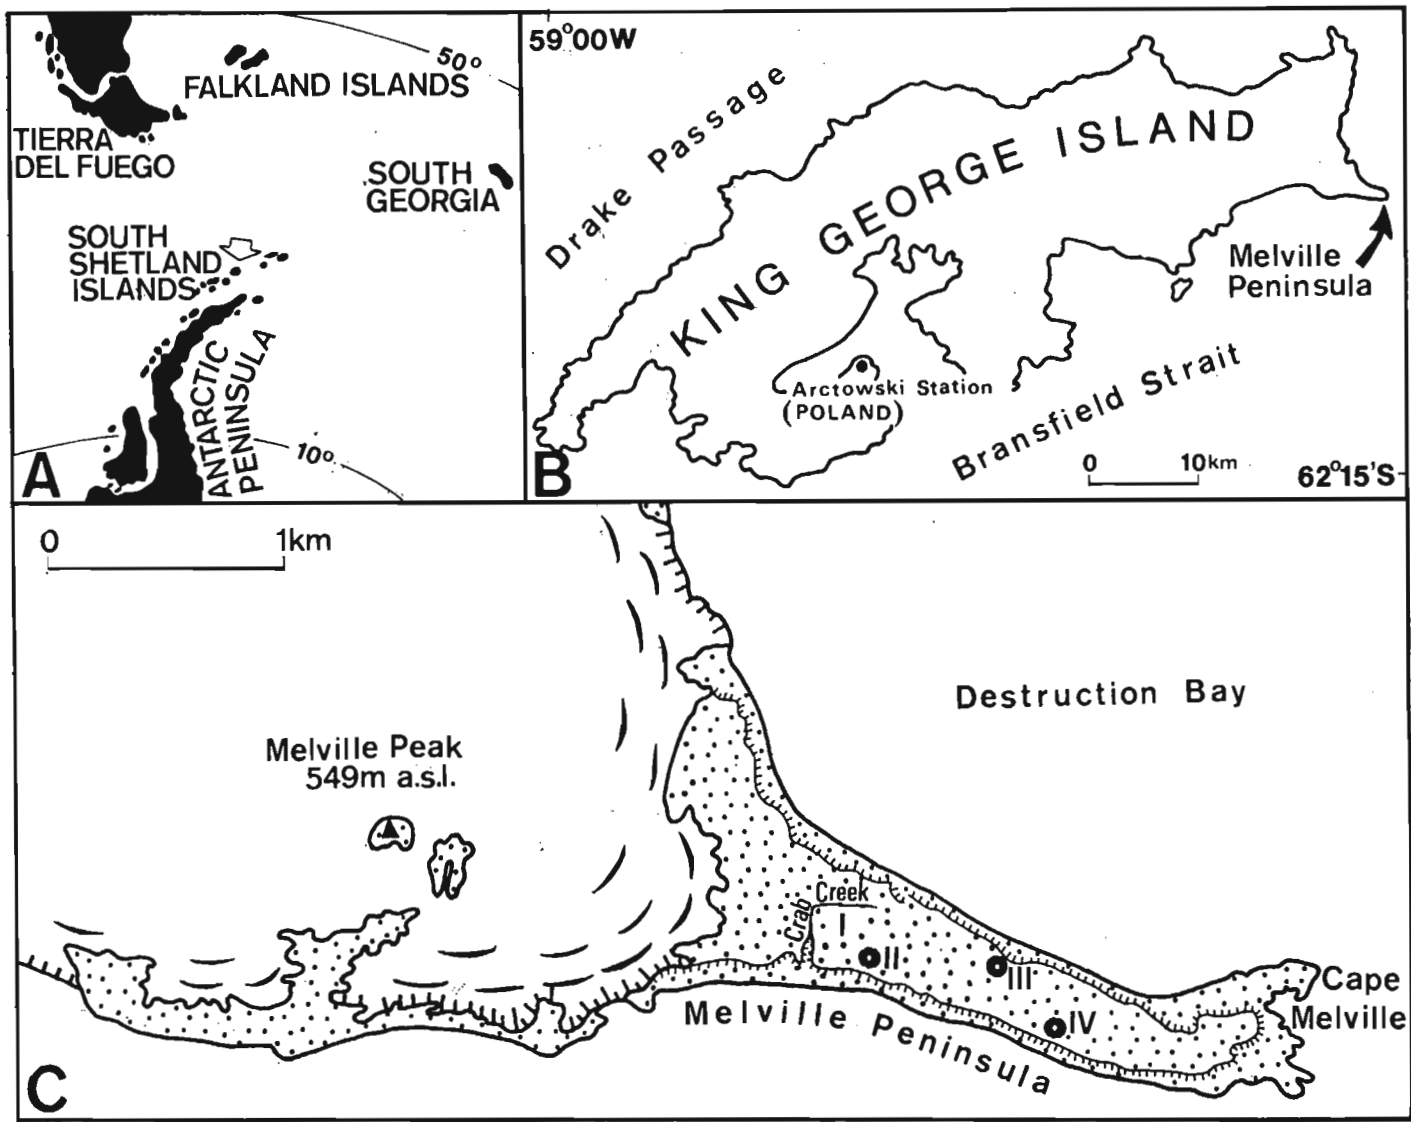 50°
FALKLAND ISLANDS
TIERRA
DEL FUEGO
SOUTH
GEORGIA
SOUTH
SHETLAND
ISLANDS
ANTARCTIC
PENINSULA
10°
A
59°00W
Drake Passage
KING GEORGE ISLAND
Melville
Peninsula
Arctowski Station
(POLAND)
Bransfield Strait
0 10km
62°15'S
B
0 1km
Destruction Bay
Melville Peak
549m a.s.l.
Crab Creek
I
II
III
IV
Cape
Melville
Melville Peninsula
C